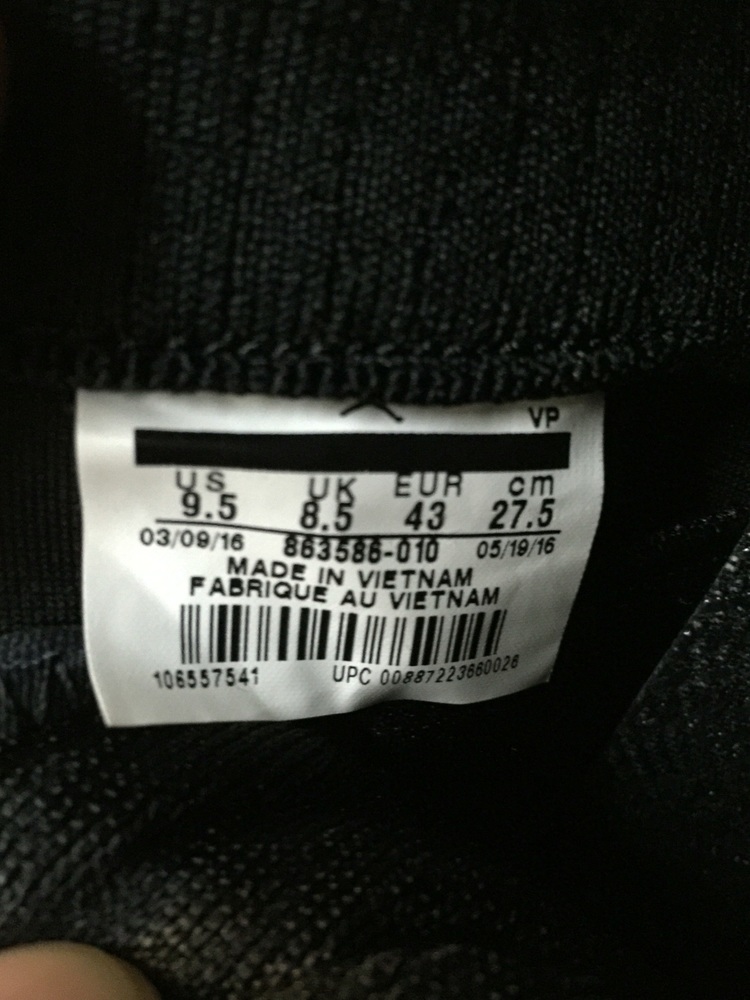 VP
US UK EUR cm
9.5 8.5 43 27.5
03/09/16 863586-010 05/19/16
MADE IN VIETNAM
FABRIQUE AU VIETNAM
106557541 UPC 00887223660026